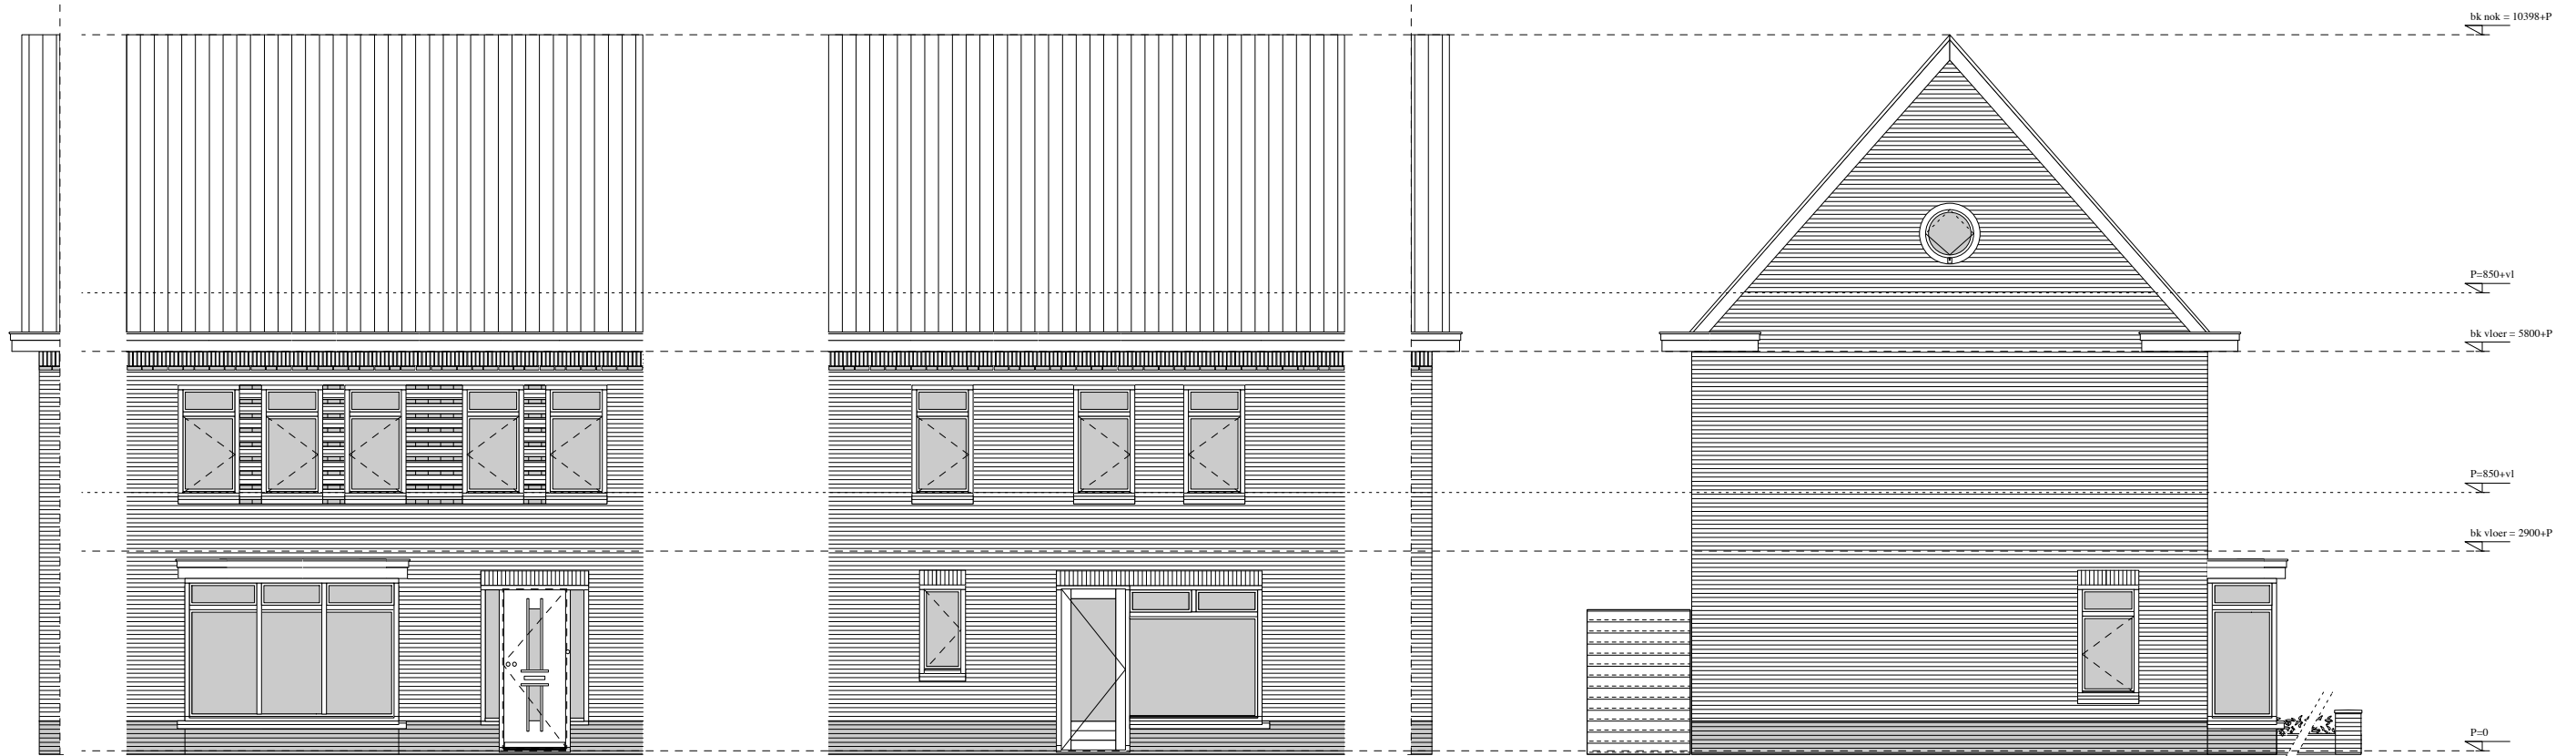 bk nok = 10398+P
P=850+vl
bk vloer = 5800+P
P=850+vl
bk vloer = 2900+P
P=0